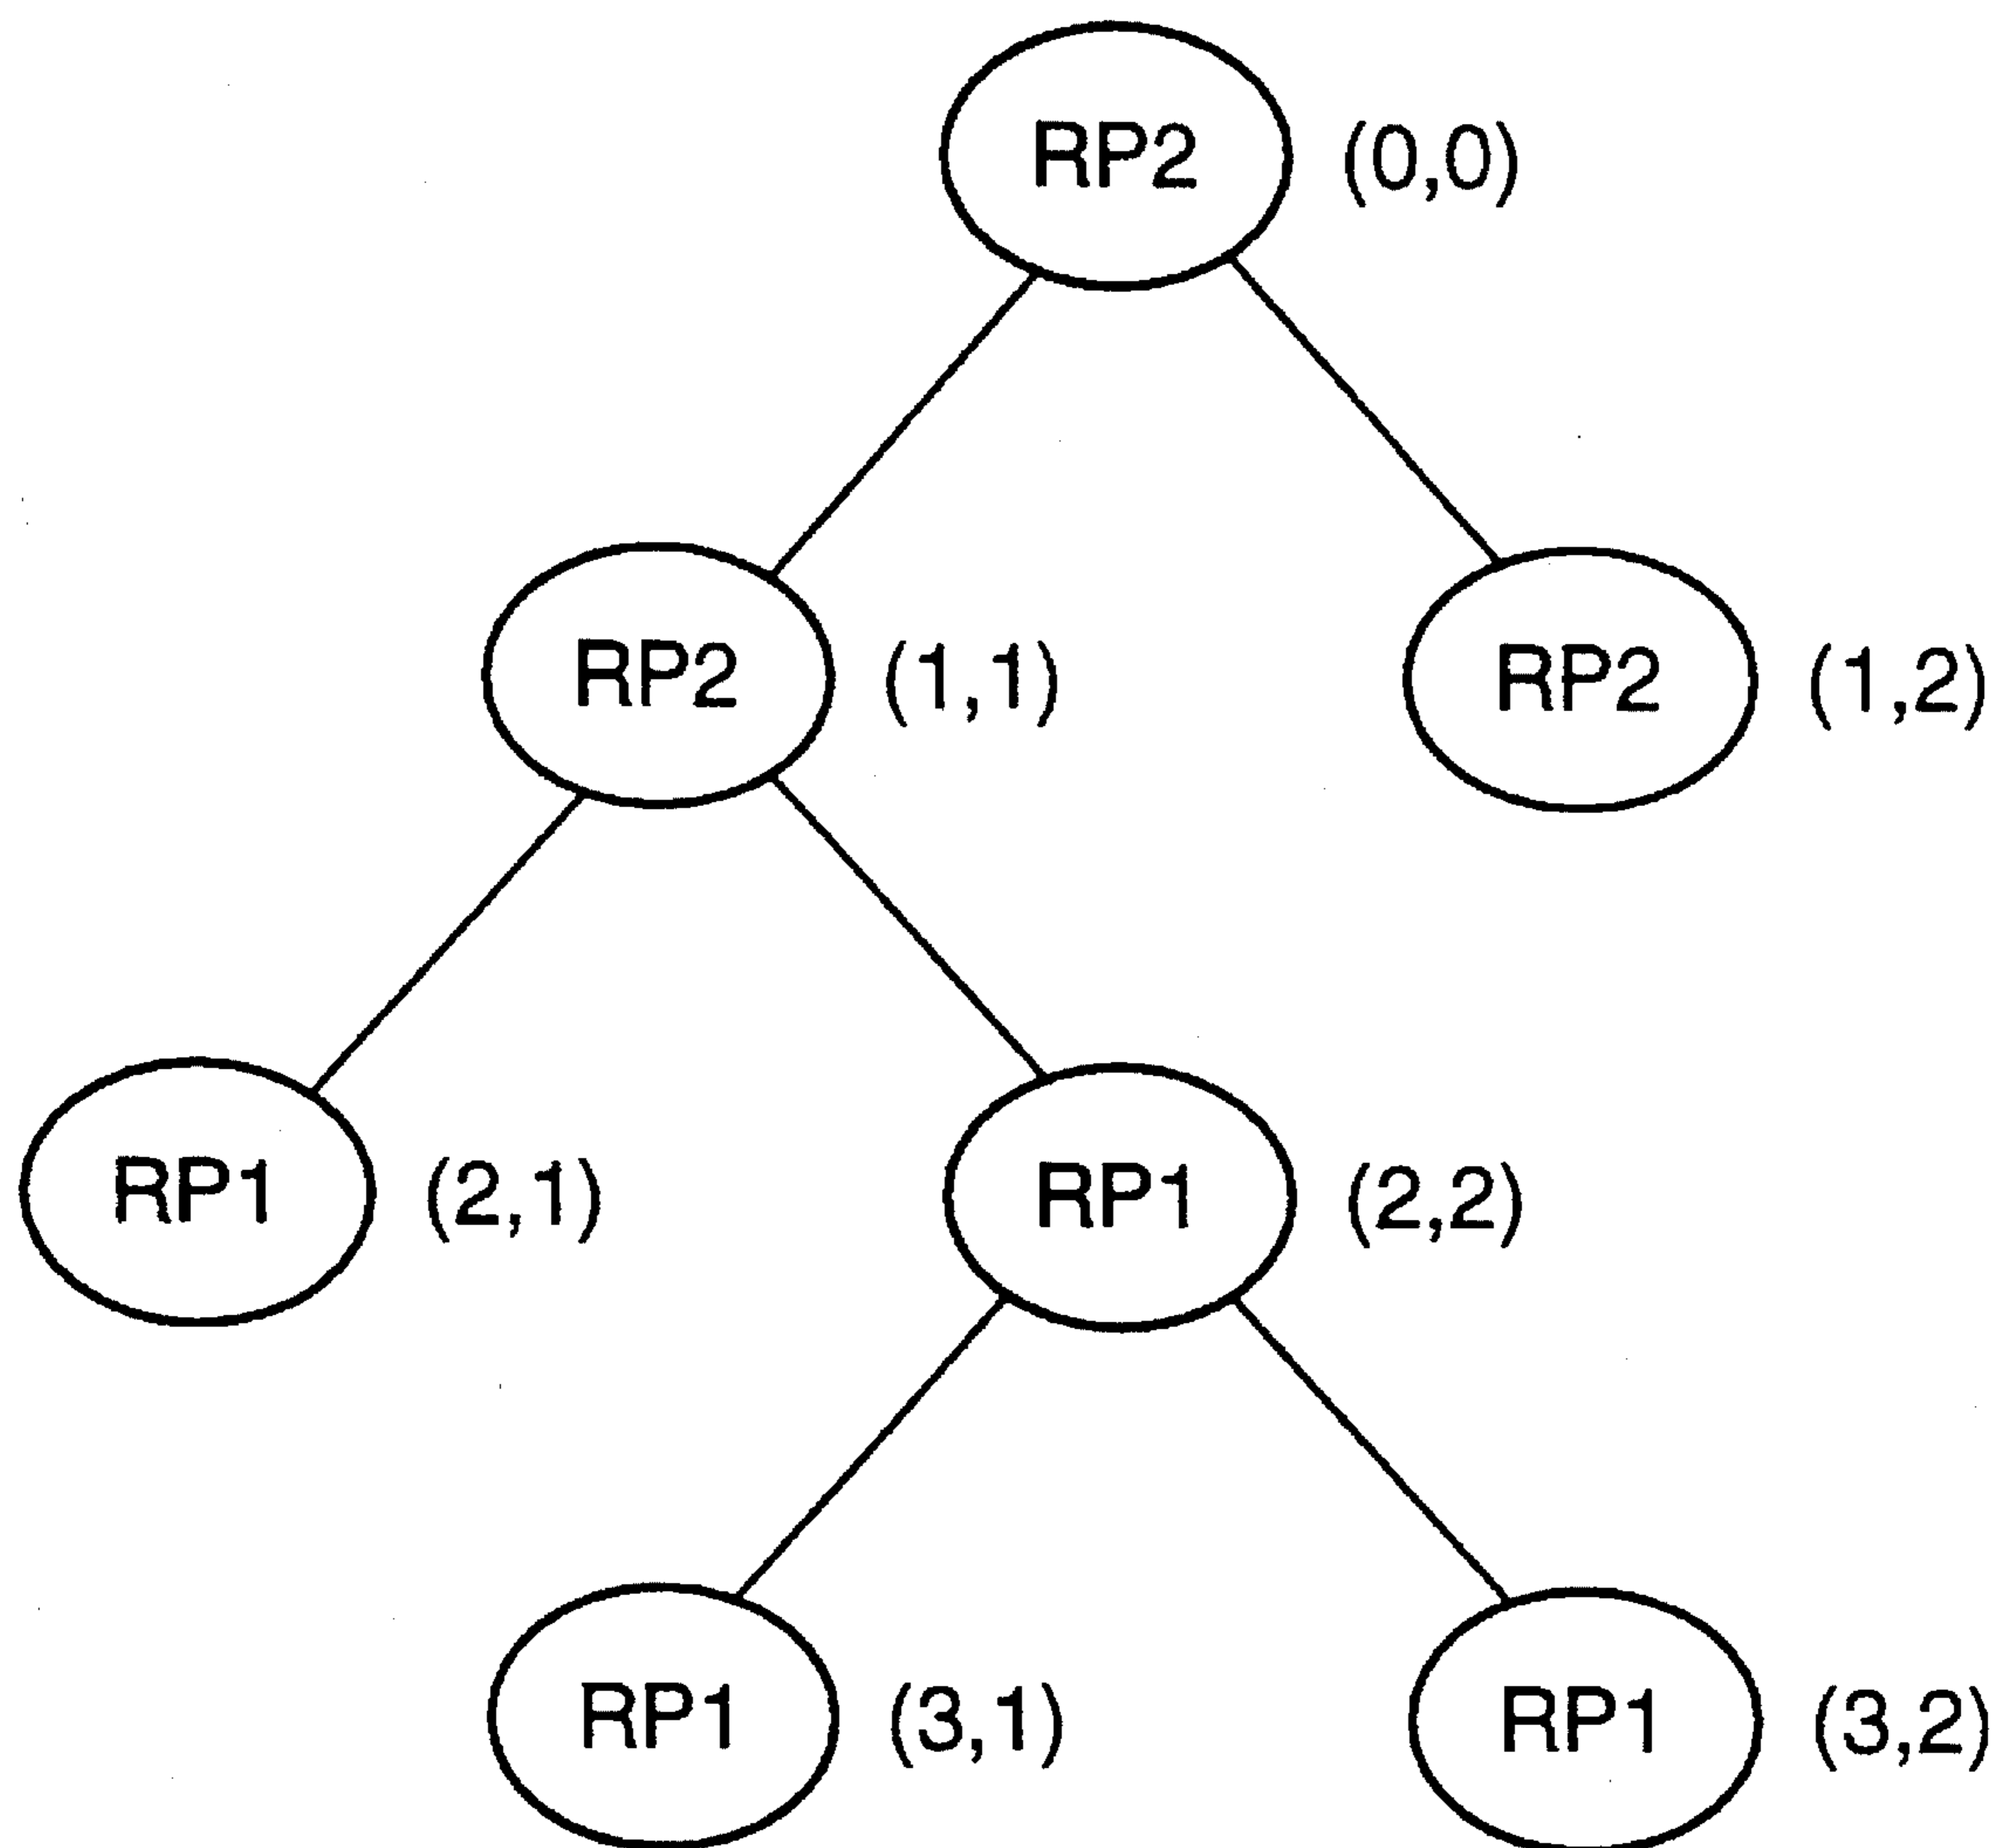 RP2 (0,0)
RP2 (1,1) RP2 (1,2)
RP1 (2,1) RP1 (2,2)
RP1 (3,1) RP1 (3,2)